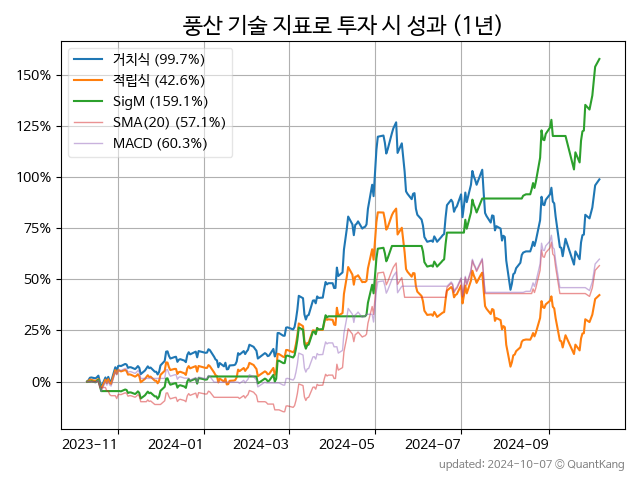 풍산 기술 지표로 투자 시 성과 (1년)
거치식 (99.7%)
적립식 (42.6%)
SigM (159.1%)
SMA(20) (57.1%)
MACD (60.3%)
150%
125%
100%
75%
50%
25%
0%
2023-11
2024-01
2024-03
2024-05
2024-07
2024-09
updated: 2024-10-07 © QuantKang